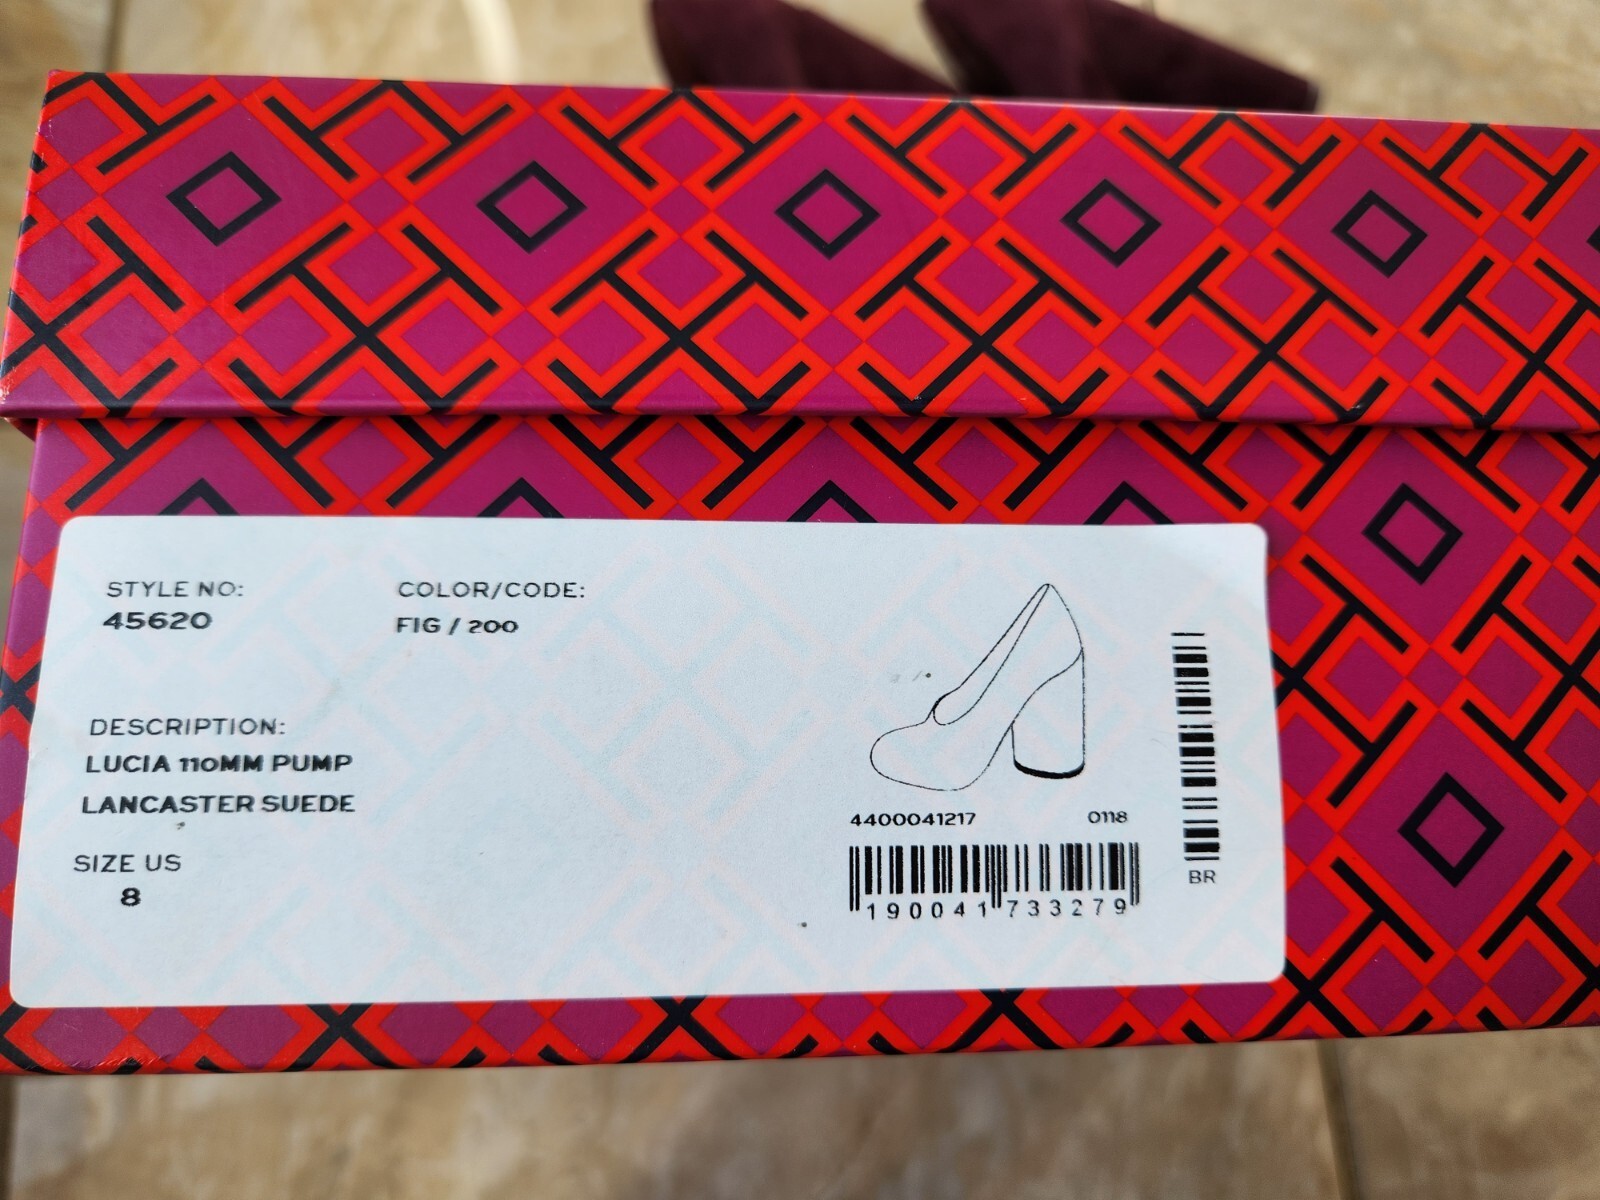 STYLE NO:
45620
COLOR/CODE:
FIG / 200
DESCRIPTION:
LUCIA 110MM PUMP
LANCASTER SUEDE
SIZE US
8
4400041217
0118
190041733279
BR